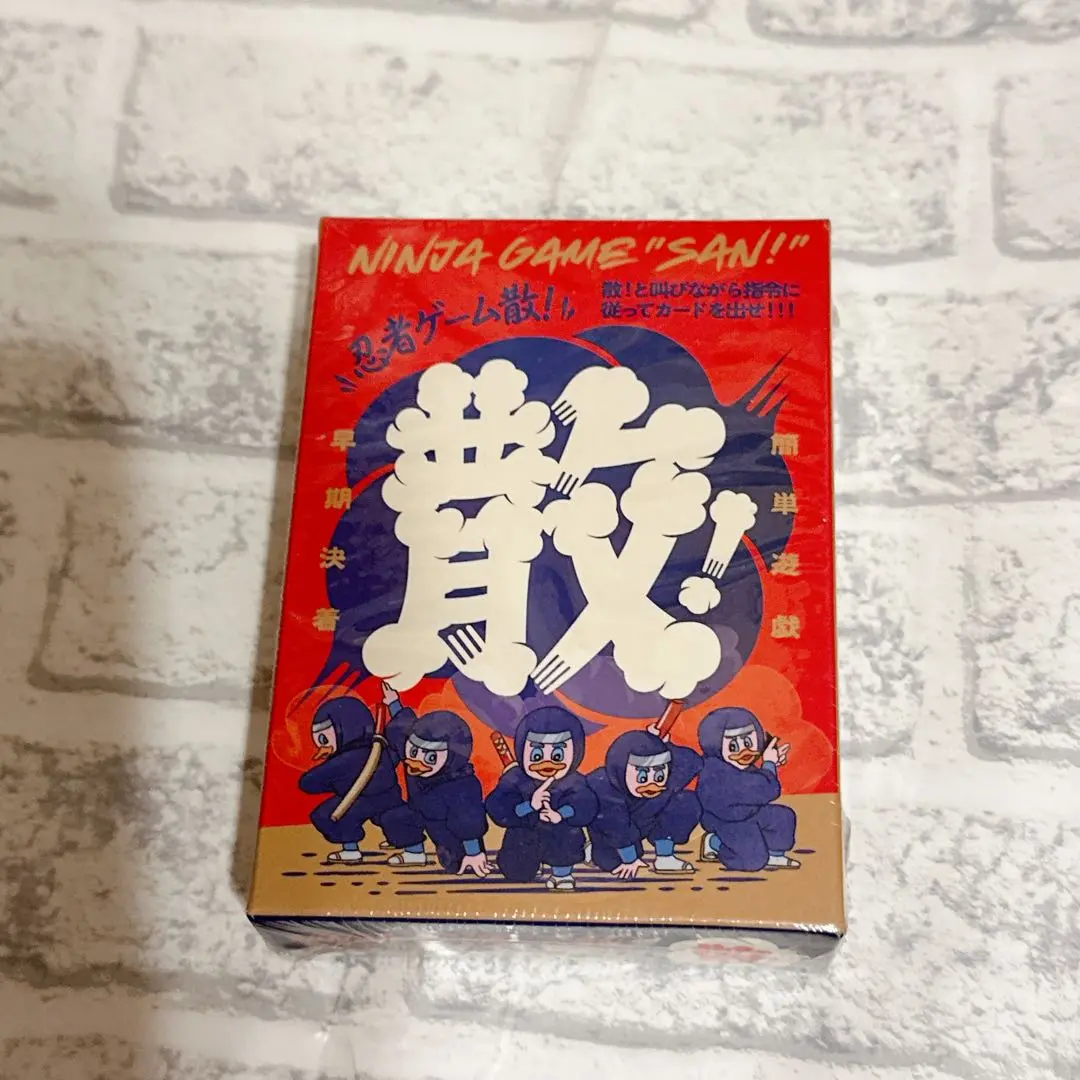 NINJA GAME "SAN!"
忍者ゲーム散!
散!と叫びながら指令に
従ってカードを出せ!!!
散!
簡単遊戯
早期決着